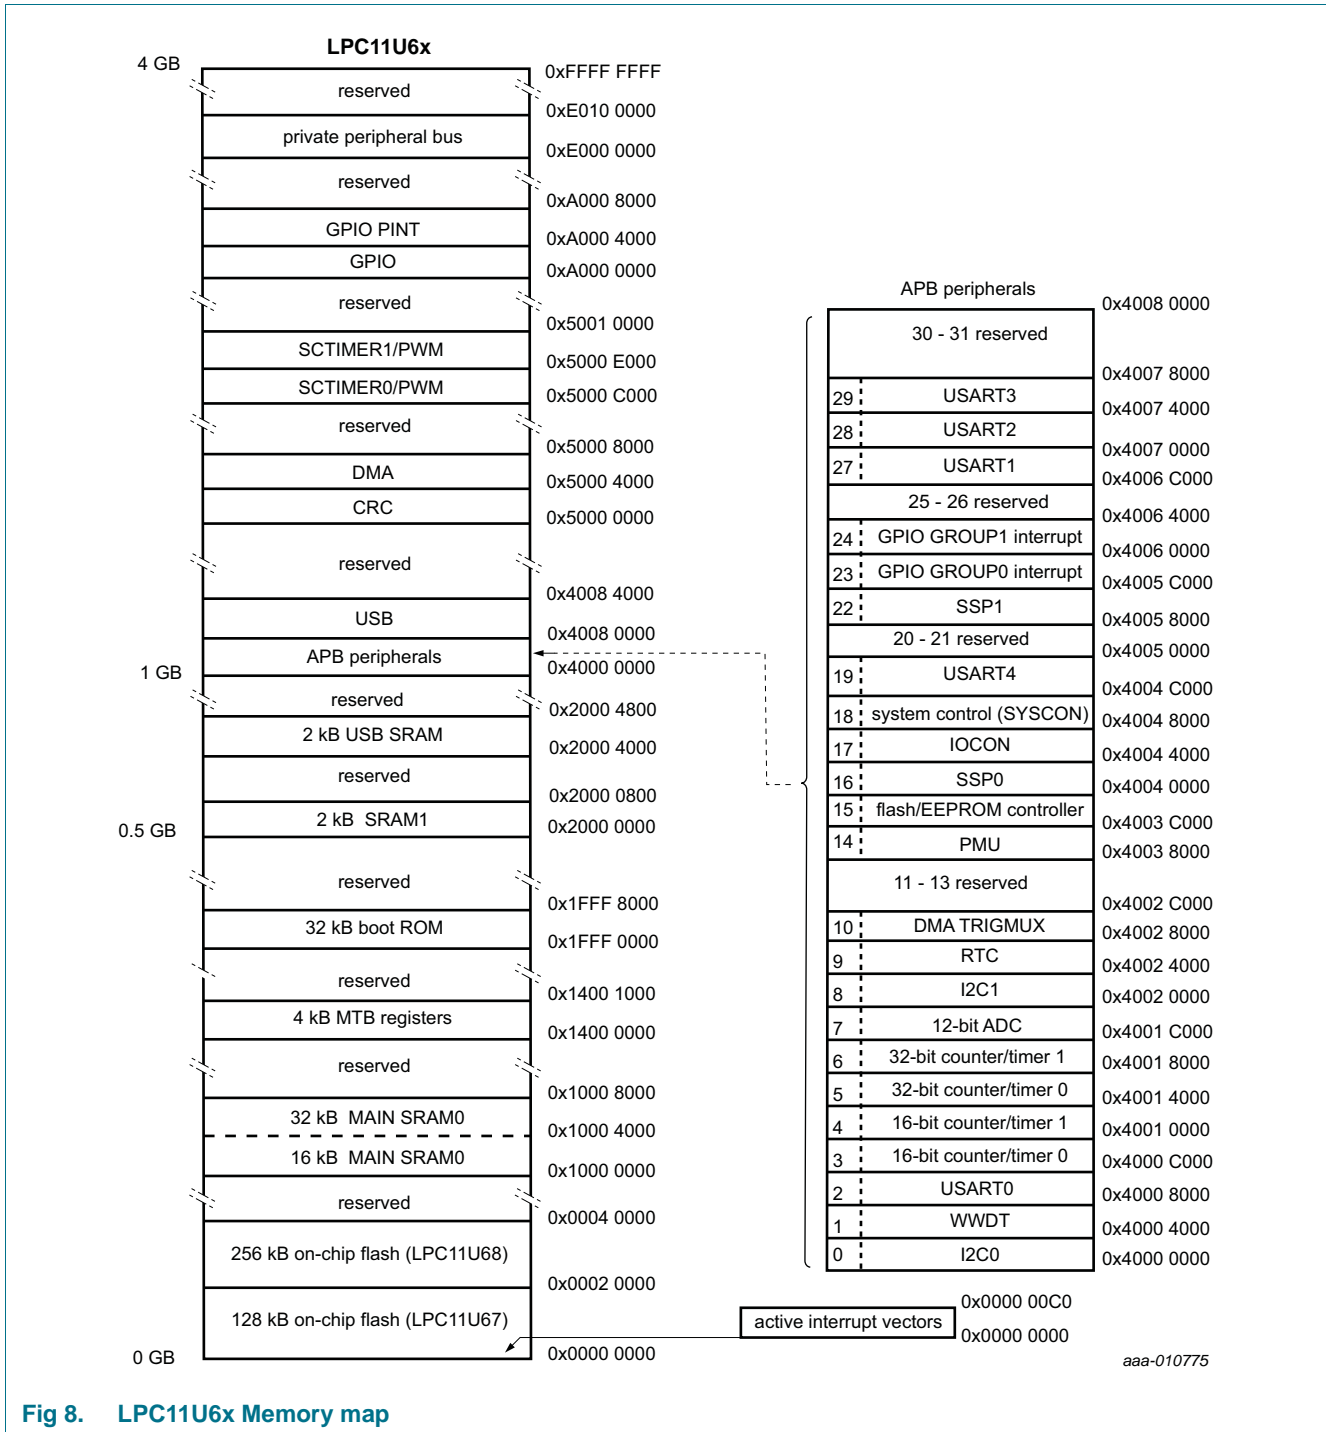 LPC11U6x
4 GB
0xFFFF FFFF
reserved
0xE010 0000
private peripheral bus
0xE000 0000
reserved
0xA000 8000
GPIO PINT
0xA000 4000
GPIO
0xA000 0000
reserved
0x5001 0000
SCTIMER1/PWM
0x5000 E000
SCTIMER0/PWM
0x5000 C000
reserved
0x5000 8000
DMA
0x5000 4000
CRC
0x5000 0000
reserved
0x4008 4000
USB
0x4008 0000
APB peripherals
1 GB
0x4000 0000
reserved
0x2000 4800
2 kB USB SRAM
0x2000 4000
reserved
0x2000 0800
2 kB SRAM1
0.5 GB
0x2000 0000
reserved
0x1FFF 8000
32 kB boot ROM
0x1FFF 0000
reserved
0x1400 1000
4 kB MTB registers
0x1400 0000
reserved
0x1000 8000
32 kB MAIN SRAM0
0x1000 4000
16 kB MAIN SRAM0
0x1000 0000
reserved
0x0004 0000
256 kB on-chip flash (LPC11U68)
0x0002 0000
128 kB on-chip flash (LPC11U67)
0 GB
0x0000 0000
APB peripherals
0x4008 0000
30 - 31 reserved
0x4007 8000
29 USART3
0x4007 4000
28 USART2
0x4007 0000
27 USART1
0x4006 C000
25 - 26 reserved
0x4006 4000
24 GPIO GROUP1 interrupt
0x4006 0000
23 GPIO GROUP0 interrupt
0x4005 C000
22 SSP1
0x4005 8000
20 - 21 reserved
0x4005 0000
19 USART4
0x4004 C000
18 system control (SYSCON)
0x4004 8000
17 IOCON
0x4004 4000
16 SSP0
0x4004 0000
15 flash/EEPROM controller
0x4003 C000
14 PMU
0x4003 8000
11 - 13 reserved
0x4002 C000
10 DMA TRIGMUX
0x4002 8000
9 RTC
0x4002 4000
8 I2C1
0x4002 0000
7 12-bit ADC
0x4001 C000
6 32-bit counter/timer 1
0x4001 8000
5 32-bit counter/timer 0
0x4001 4000
4 16-bit counter/timer 1
0x4001 0000
3 16-bit counter/timer 0
0x4000 C000
2 USART0
0x4000 8000
1 WWDT
0x4000 4000
0 I2C0
0x4000 0000
0x0000 00C0
active interrupt vectors
0x0000 0000
aaa-010775
Fig 8. LPC11U6x Memory map